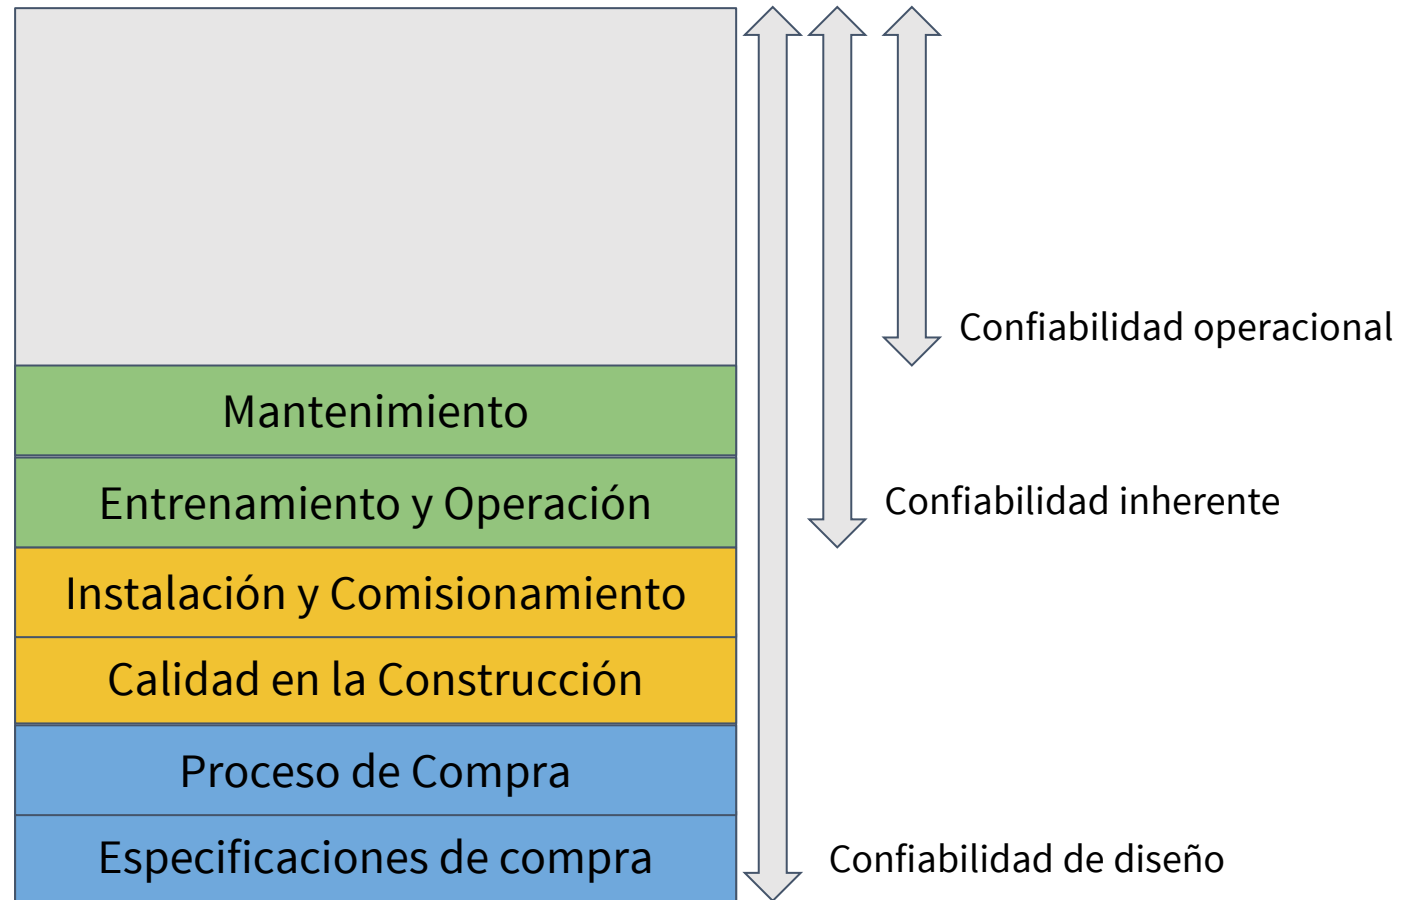 Confiabilidad operacional
Mantenimiento
Entrenamiento y Operación
Confiabilidad inherente
Instalación y Comisionamiento
Calidad en la Construcción
Proceso de Compra
Especificaciones de compra
Confiabilidad de diseño